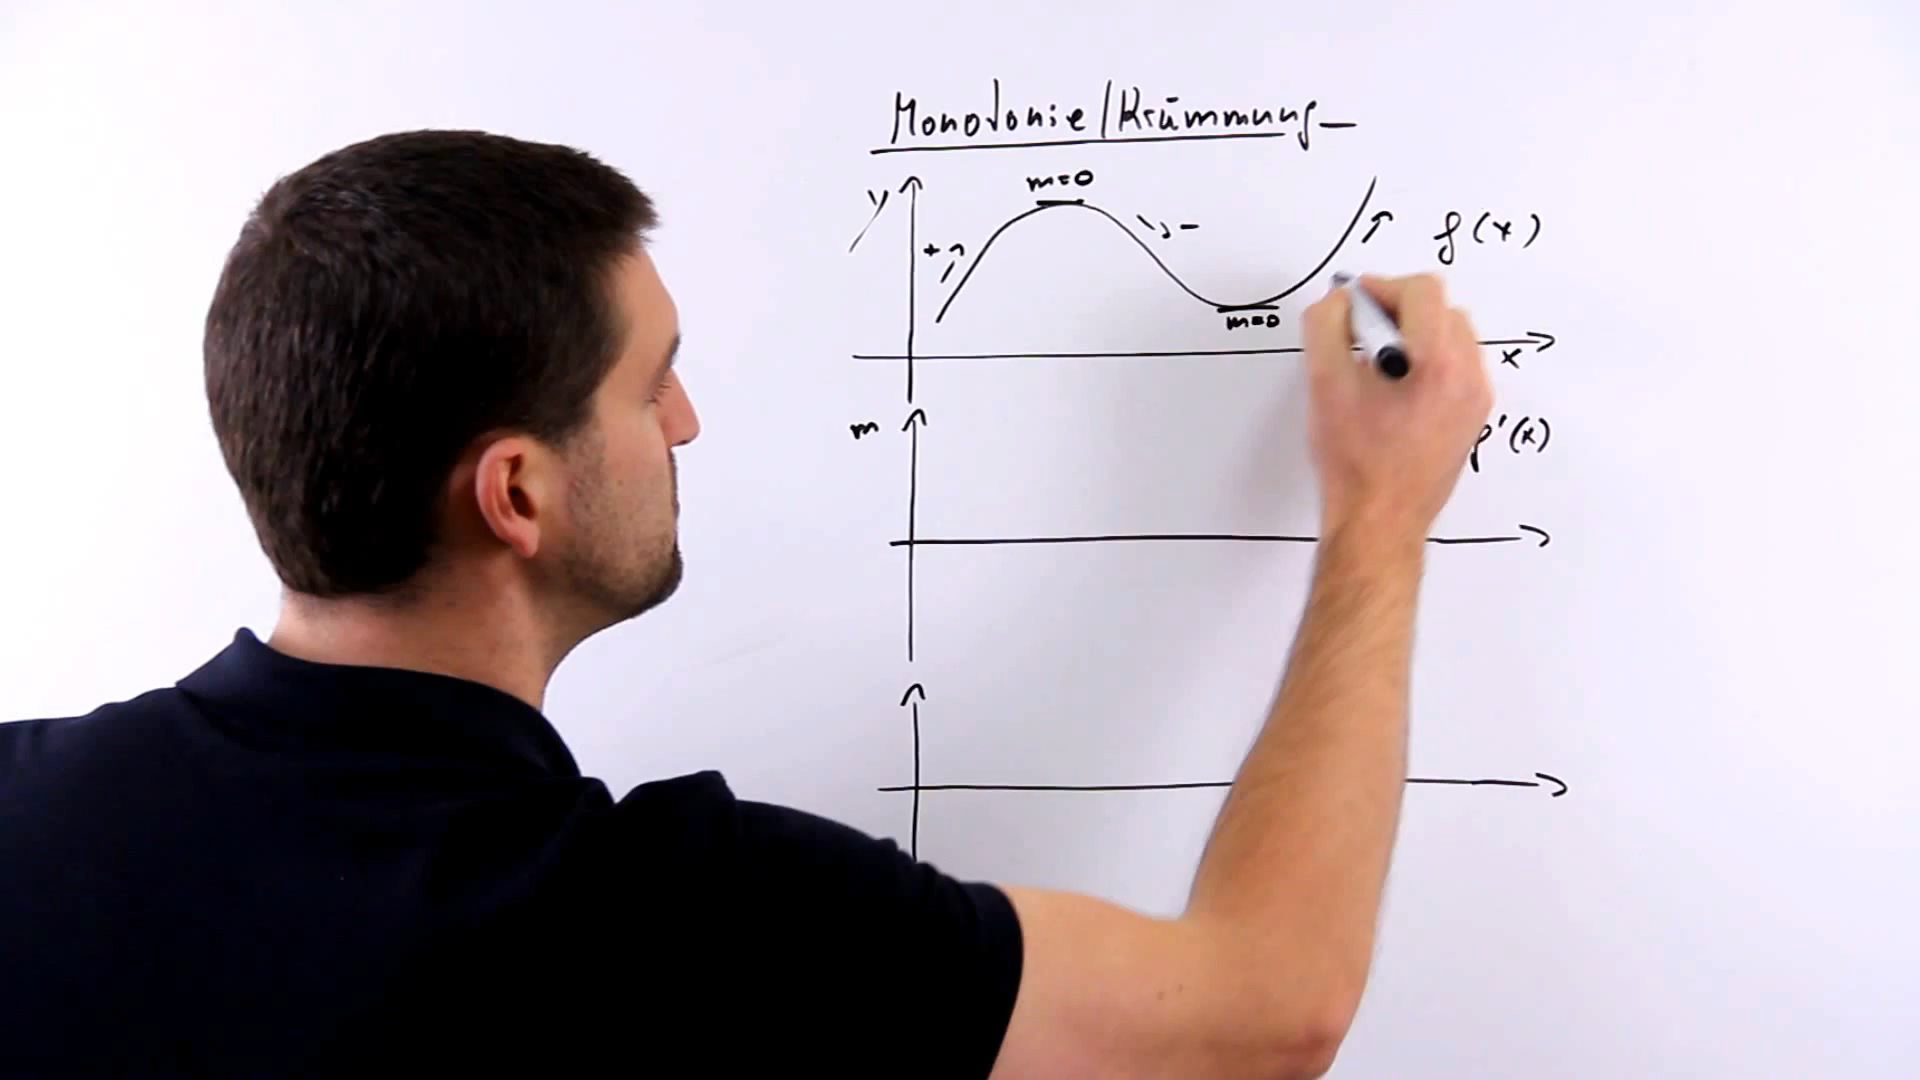 Monotonie/Krümmung
y
m=0
+
-
f(x)
m=0
x
m
f'(x)